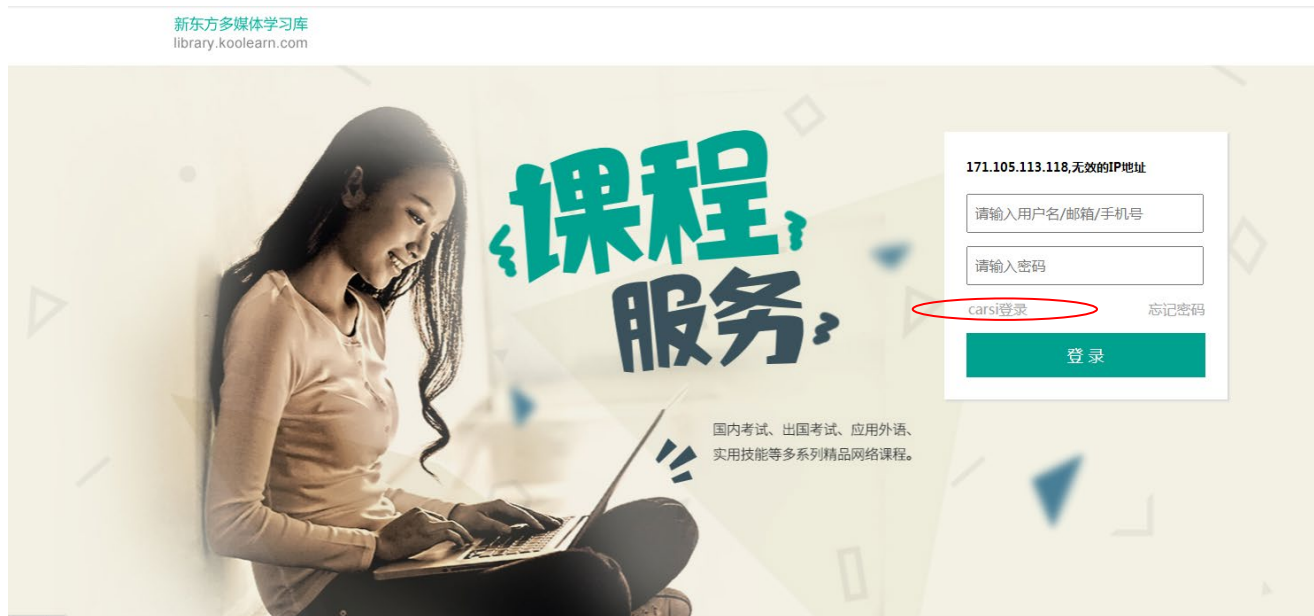 新东方多媒体学习库
library.koolearn.com
课程
服务
国内考试、出国考试、应用外语、
实用技能等多系列精品网络课程。
171.105.113.118,无效的IP地址
请输入用户名/邮箱/手机号
请输入密码
carsi登录 忘记密码
登 录